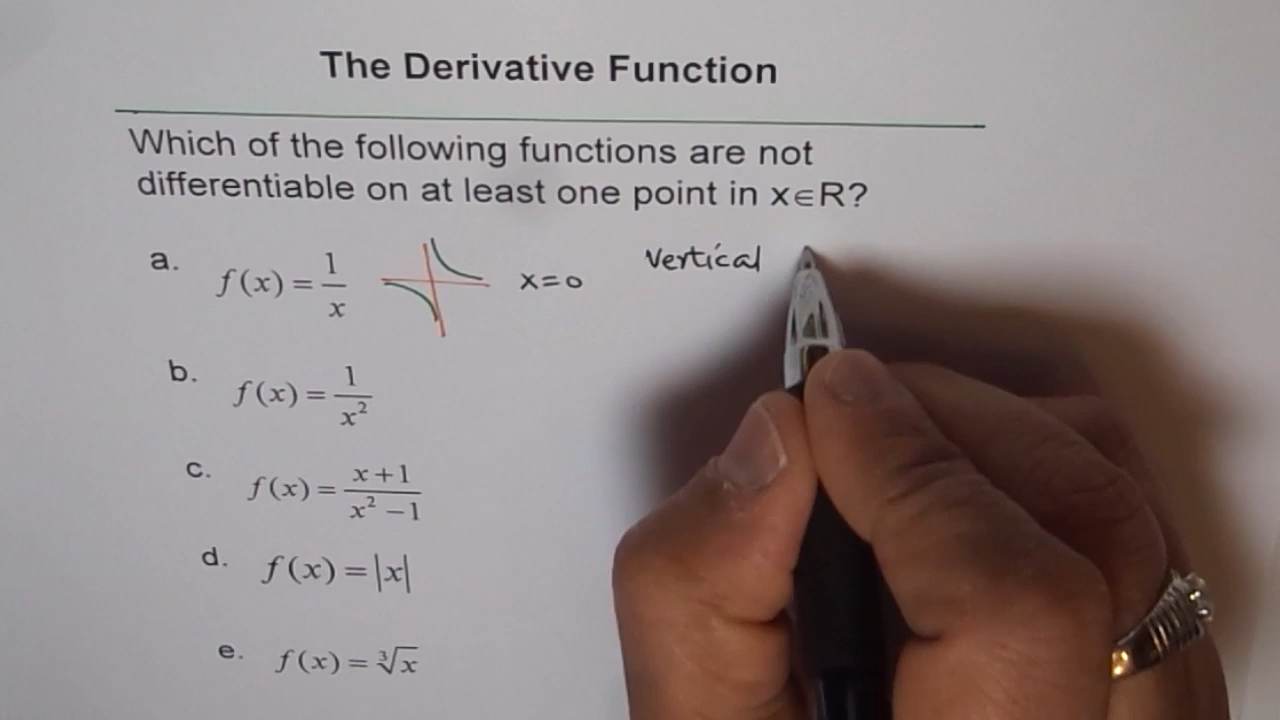 The Derivative Function
Which of the following functions are not
differentiable on at least one point in x∈R?
a. f(x) = 1/x x=0 Vertical
b. f(x) = 1/x²
c. f(x) = (x+1)/(x²−1)
d. f(x) = |x|
e. f(x) = ∛x